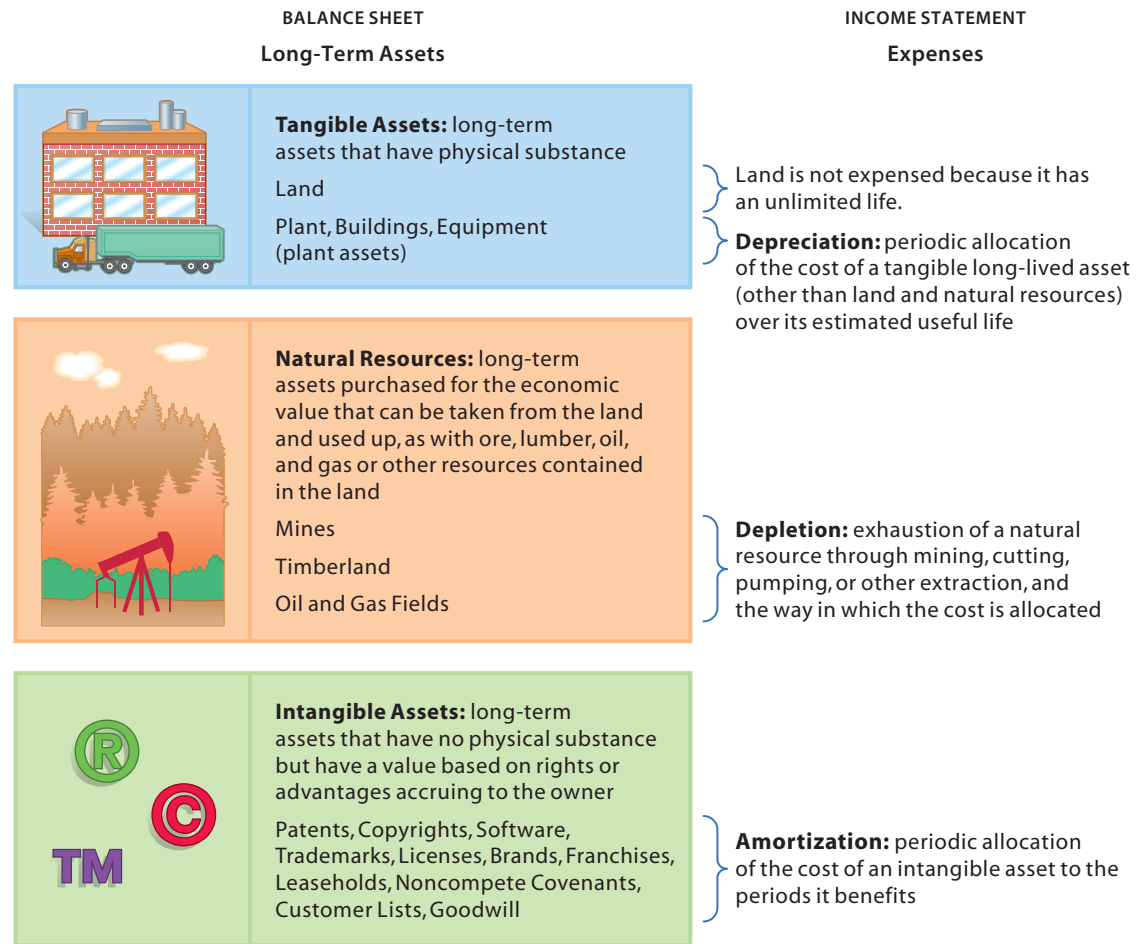 BALANCE SHEET
Long-Term Assets
INCOME STATEMENT
Expenses
Tangible Assets: long-term
assets that have physical substance
Land
Plant, Buildings, Equipment
(plant assets)
Land is not expensed because it has
an unlimited life.
Depreciation: periodic allocation
of the cost of a tangible long-lived asset
(other than land and natural resources)
over its estimated useful life
Natural Resources: long-term
assets purchased for the economic
value that can be taken from the land
and used up, as with ore, lumber, oil,
and gas or other resources contained
in the land
Mines
Timberland
Oil and Gas Fields
Depletion: exhaustion of a natural
resource through mining, cutting,
pumping, or other extraction, and
the way in which the cost is allocated
®
©
TM
Intangible Assets: long-term
assets that have no physical substance
but have a value based on rights or
advantages accruing to the owner
Patents, Copyrights, Software,
Trademarks, Licenses, Brands, Franchises,
Leaseholds, Noncompete Covenants,
Customer Lists, Goodwill
Amortization: periodic allocation
of the cost of an intangible asset to the
periods it benefits